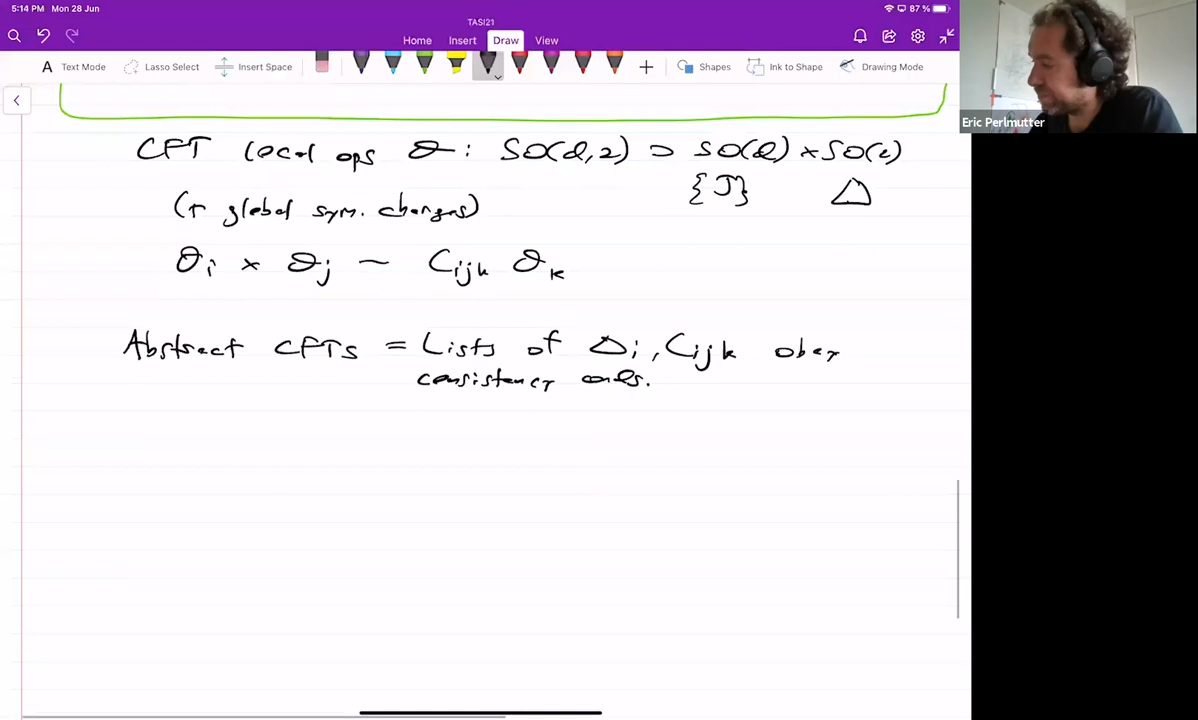 5:14 PM Mon 28 Jun
87 %
TASI21
Home Insert Draw View
A Text Mode Lasso Select Insert Space Shapes Ink to Shape Drawing Mode
Eric Perlmutter
CFT local ops O : SO(d,2) ⊃ SO(d) × SO(2)
{J} Δ
(+ global sym. charges)
O_i × O_j ~ C_ijk O_k
Abstract CFTs = Lists of Δ_i, C_ijk obey
consistency conds.